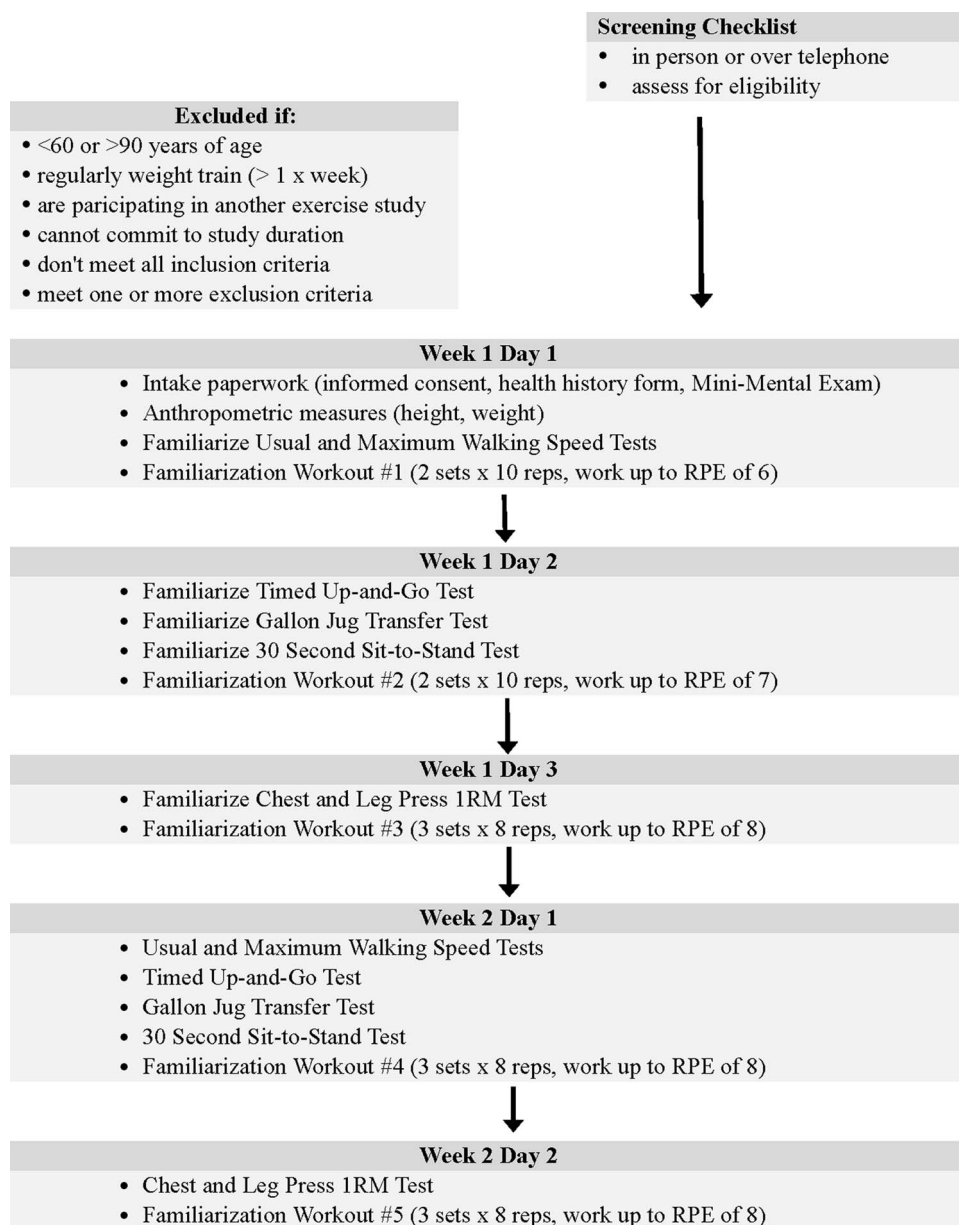 Screening Checklist
• in person or over telephone
• assess for eligibility
Excluded if:
• <60 or >90 years of age
• regularly weight train (> 1 x week)
• are paricipating in another exercise study
• cannot commit to study duration
• don't meet all inclusion criteria
• meet one or more exclusion criteria
Week 1 Day 1
• Intake paperwork (informed consent, health history form, Mini-Mental Exam)
• Anthropometric measures (height, weight)
• Familiarize Usual and Maximum Walking Speed Tests
• Familiarization Workout #1 (2 sets x 10 reps, work up to RPE of 6)
Week 1 Day 2
• Familiarize Timed Up-and-Go Test
• Familiarize Gallon Jug Transfer Test
• Familiarize 30 Second Sit-to-Stand Test
• Familiarization Workout #2 (2 sets x 10 reps, work up to RPE of 7)
Week 1 Day 3
• Familiarize Chest and Leg Press 1RM Test
• Familiarization Workout #3 (3 sets x 8 reps, work up to RPE of 8)
Week 2 Day 1
• Usual and Maximum Walking Speed Tests
• Timed Up-and-Go Test
• Gallon Jug Transfer Test
• 30 Second Sit-to-Stand Test
• Familiarization Workout #4 (3 sets x 8 reps, work up to RPE of 8)
Week 2 Day 2
• Chest and Leg Press 1RM Test
• Familiarization Workout #5 (3 sets x 8 reps, work up to RPE of 8)